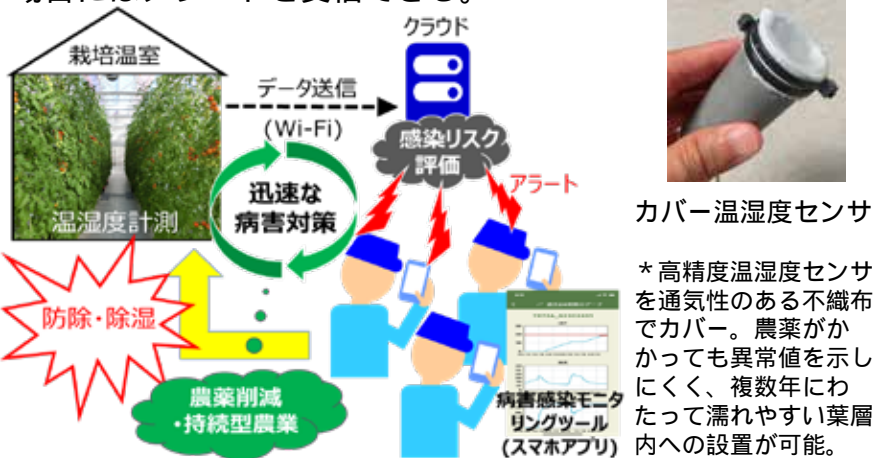 場合にはアラートを受信できる。
クラウド
栽培温室
データ送信
(Wi-Fi)
感染リスク
評価
アラート
迅速な
病害対策
温湿度計測
カバー温湿度センサ
防除・除湿
*高精度温湿度センサ
を通気性のある不織布
でカバー。農薬がか
かっても異常値を示し
にくく、複数年にわ
たって濡れやすい葉層
内への設置が可能。
農薬削減
・持続型農業
病害感染モニタ
リングツール
(スマホアプリ)